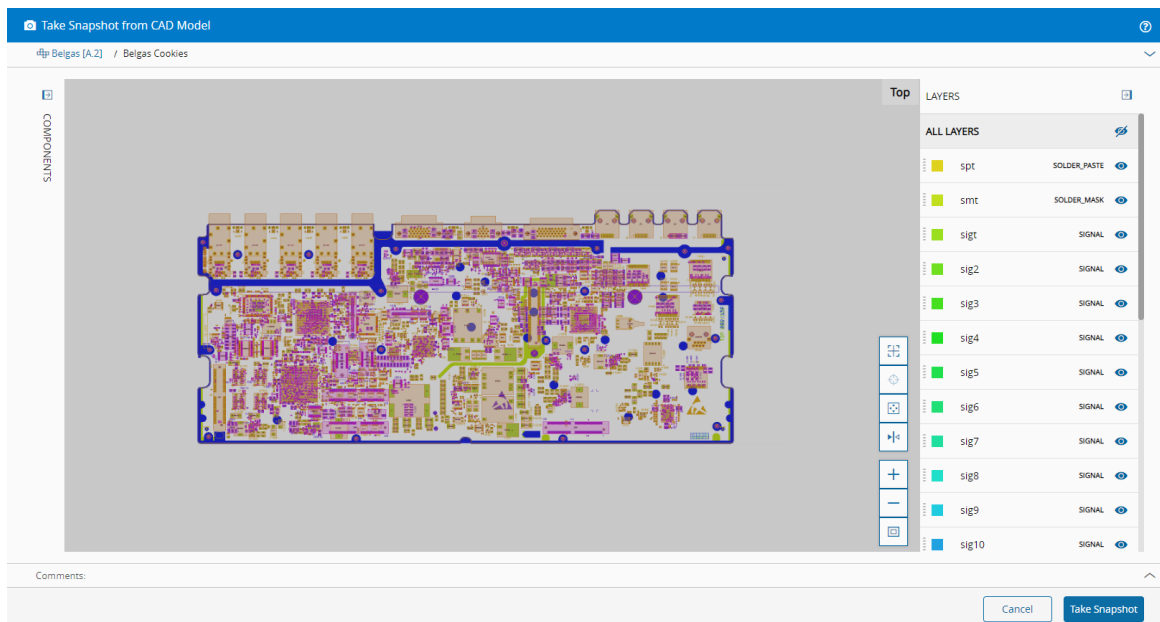 Take Snapshot from CAD Model
Belgas [A.2] / Belgas Cookies
COMPONENTS
Top
LAYERS
ALL LAYERS
spt SOLDER_PASTE
smt SOLDER_MASK
sigt SIGNAL
sig2 SIGNAL
sig3 SIGNAL
sig4 SIGNAL
sig5 SIGNAL
sig6 SIGNAL
sig7 SIGNAL
sig8 SIGNAL
sig9 SIGNAL
sig10 SIGNAL
Comments:
Cancel Take Snapshot